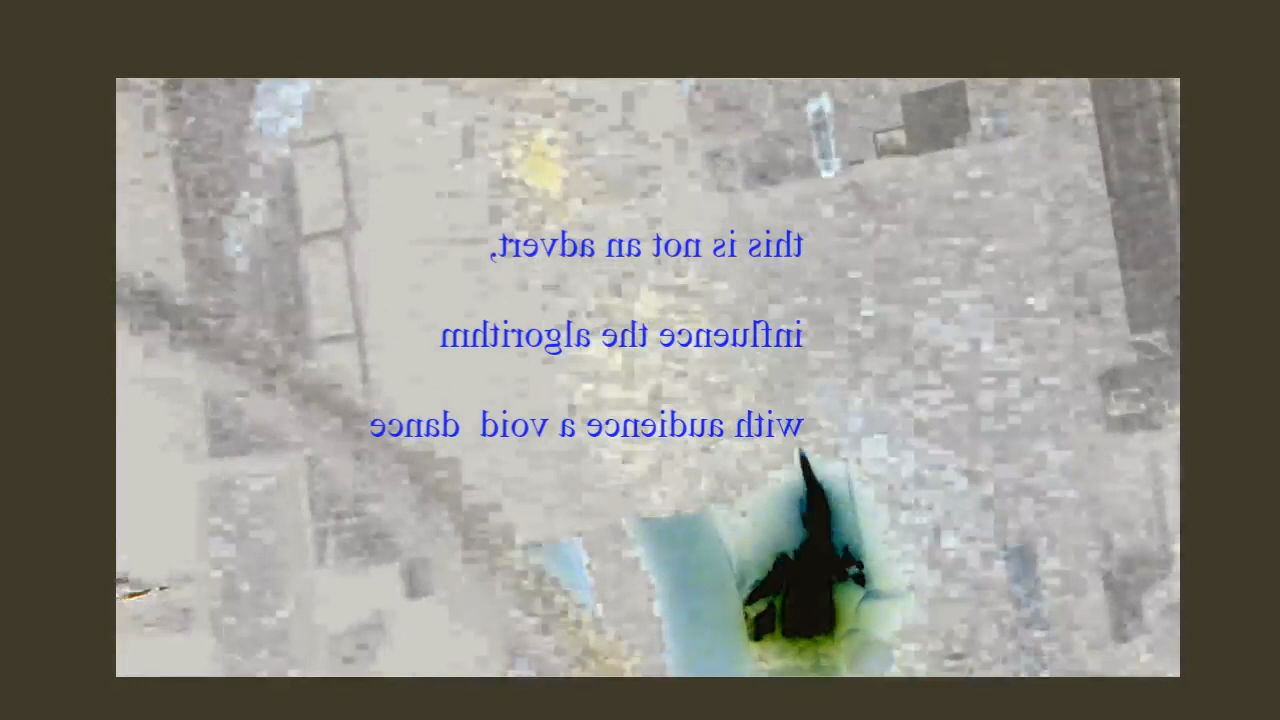 this is not an advert,
influence the algorithm
with audience a void  dance